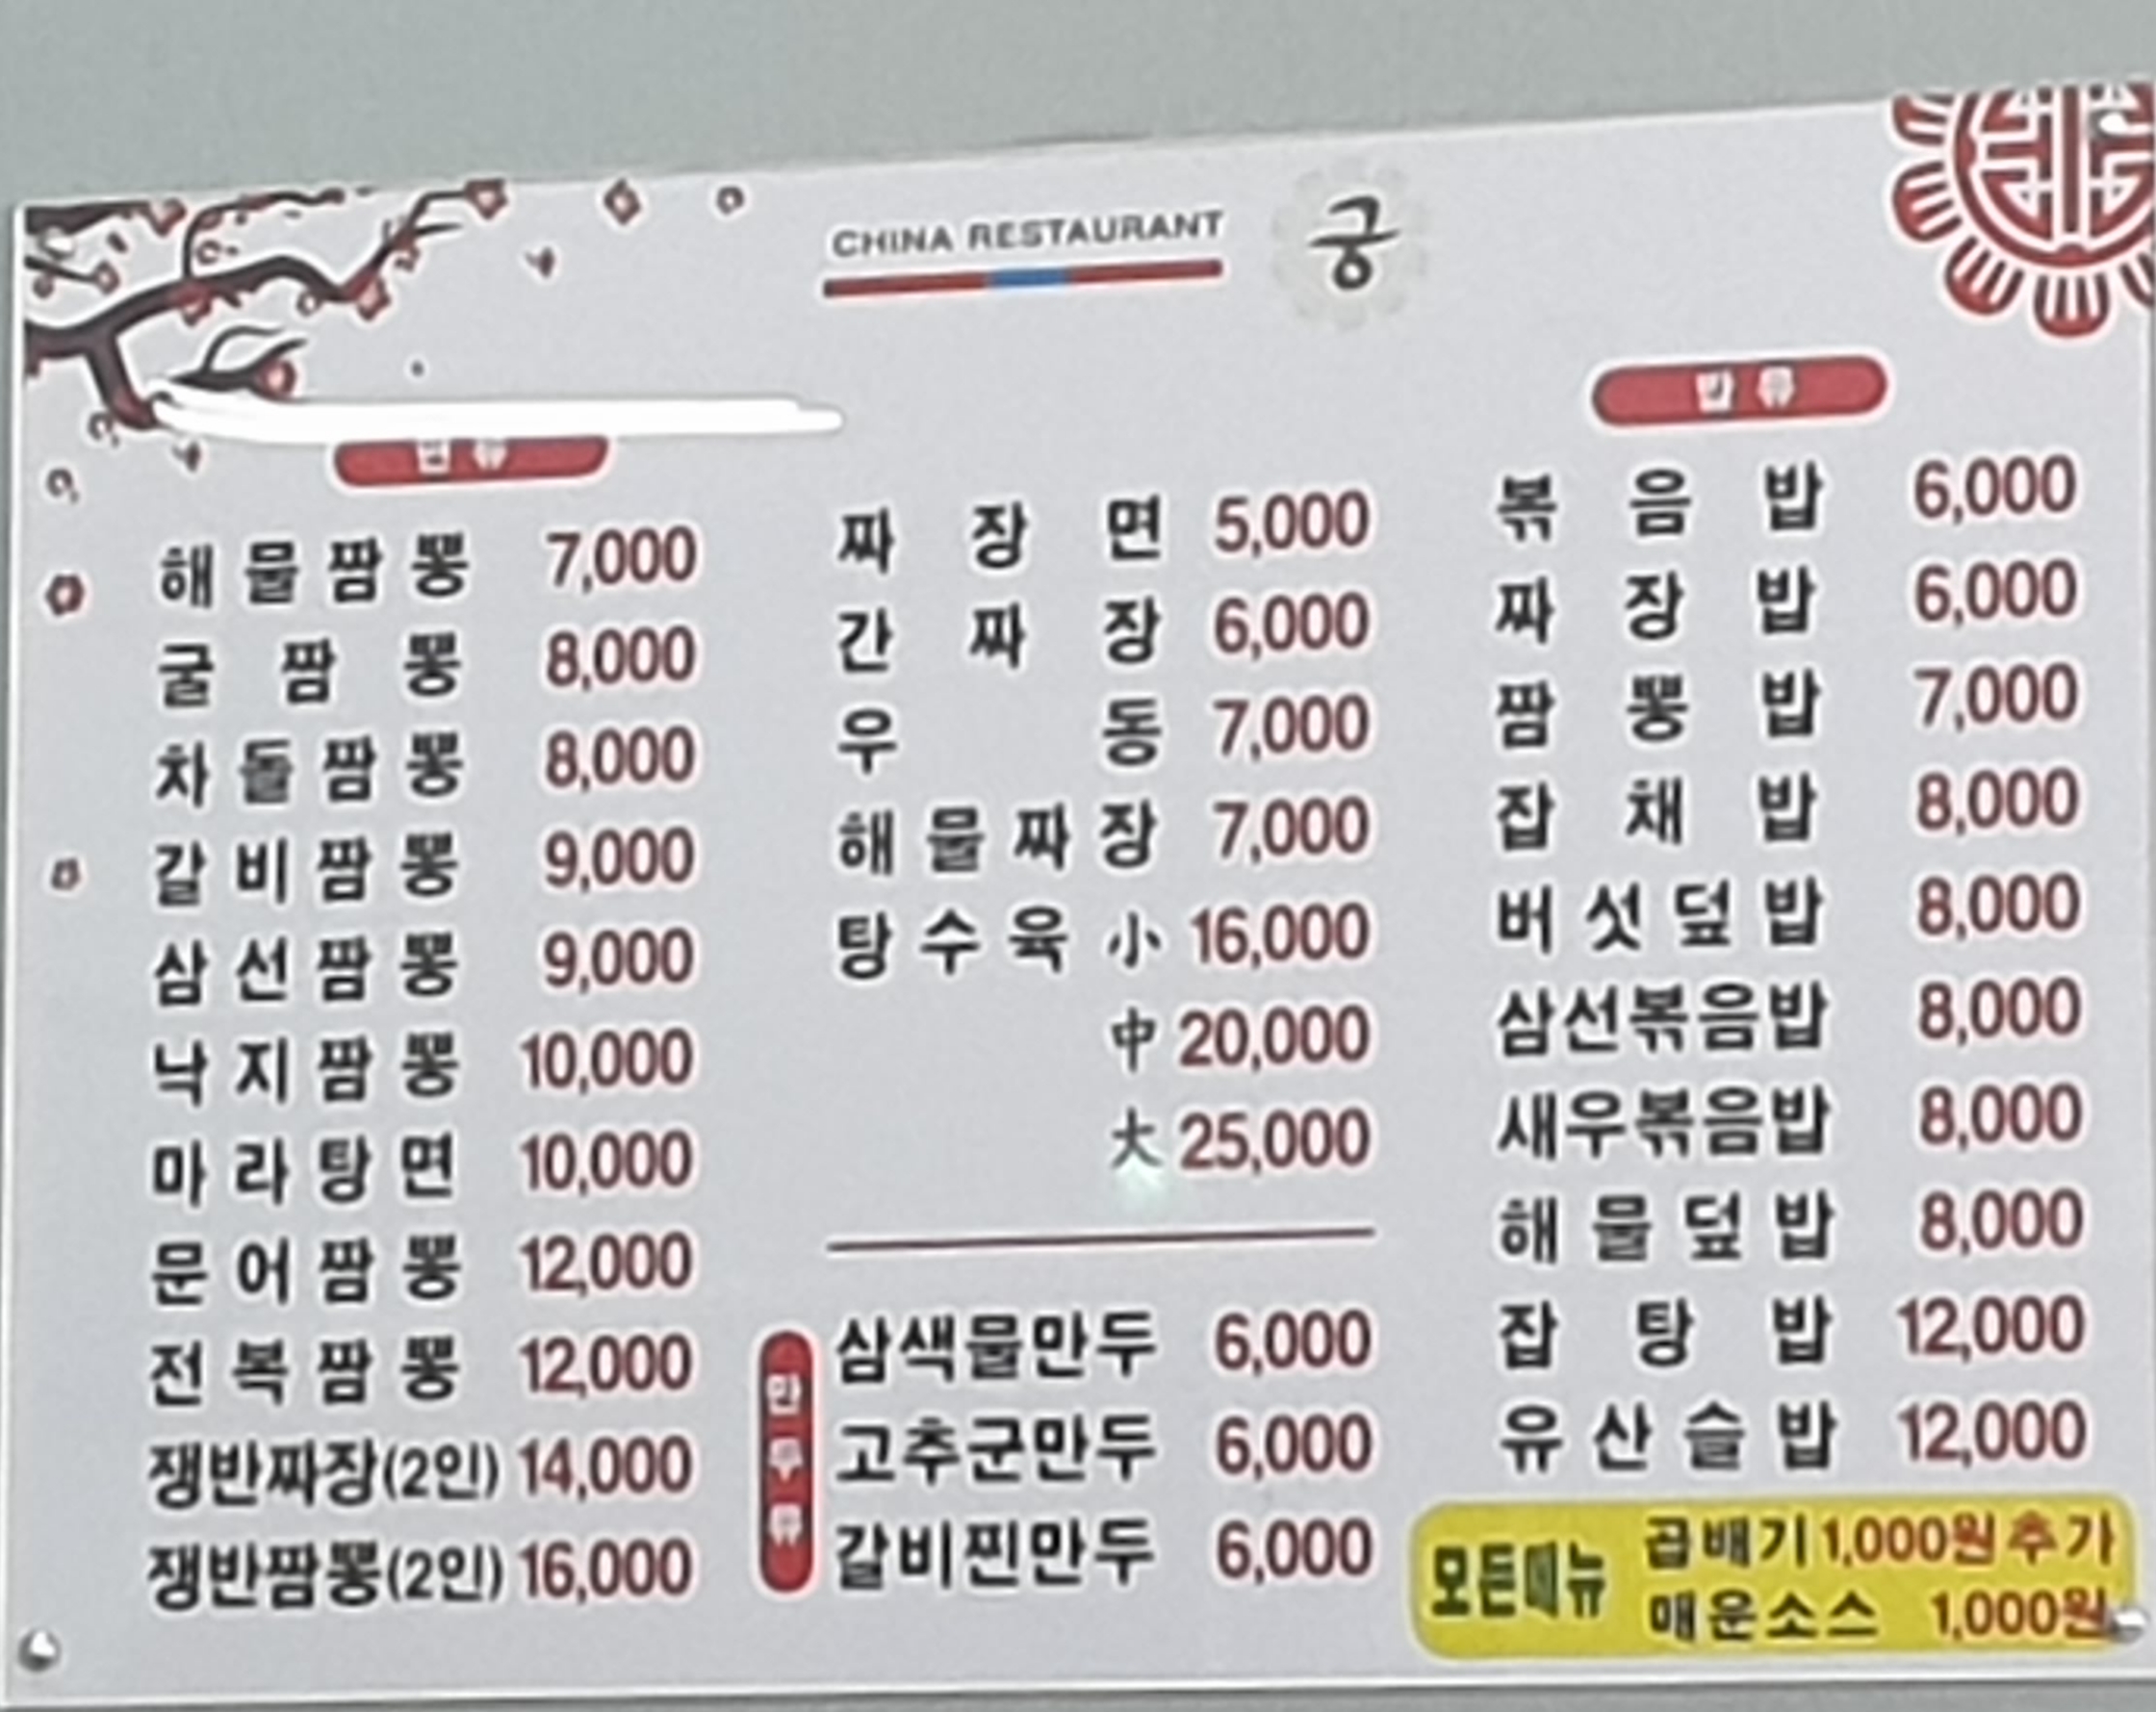 CHINA RESTAURANT 궁
면류
해물짬뽕 7,000
굴짬뽕 8,000
차돌짬뽕 8,000
갈비짬뽕 9,000
삼선짬뽕 9,000
낙지짬뽕 10,000
마라탕면 10,000
문어짬뽕 12,000
전복짬뽕 12,000
쟁반짜장(2인) 14,000
쟁반짬뽕(2인) 16,000
짜장면 5,000
간짜장 6,000
우동 7,000
해물짜장 7,000
탕수육 小 16,000
中 20,000
大 25,000
만두류
삼색물만두 6,000
고추군만두 6,000
갈비찐만두 6,000
밥류
볶음밥 6,000
짜장밥 6,000
짬뽕밥 7,000
잡채밥 8,000
버섯덮밥 8,000
삼선볶음밥 8,000
새우볶음밥 8,000
해물덮밥 8,000
잡탕밥 12,000
유산슬밥 12,000
모든메뉴
곱배기 1,000원 추가
매운소스 1,000원